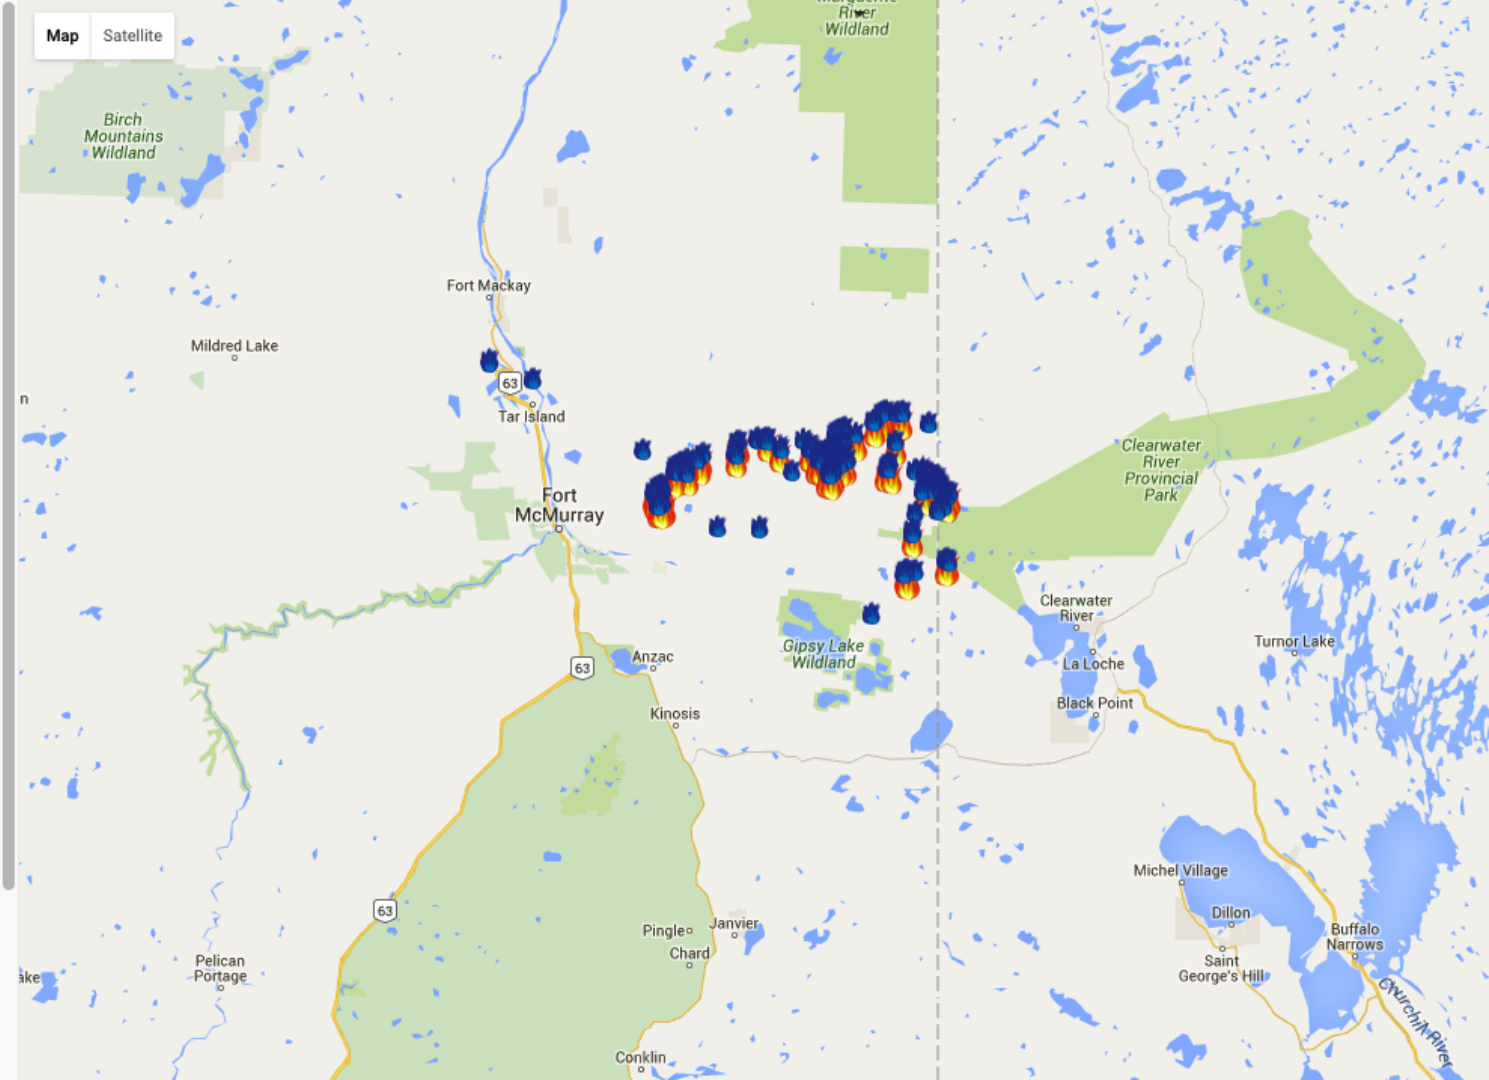 Map
Satellite
Marguerite
River
Wildland
Birch
Mountains
Wildland
Fort Mackay
Mildred Lake
63
n
Tar Island
Clearwater
River
Provincial
Park
Fort
McMurray
Clearwater
River
Turnor Lake
Gipsy Lake
Wildland
Anzac
63
La Loche
Black Point
Kinosis
Michel Village
63
Dillon
Pingle
Janvier
Buffalo
Narrows
Chard
Pelican
Portage
Saint
George's Hill
ake
Churchill River
Conklin